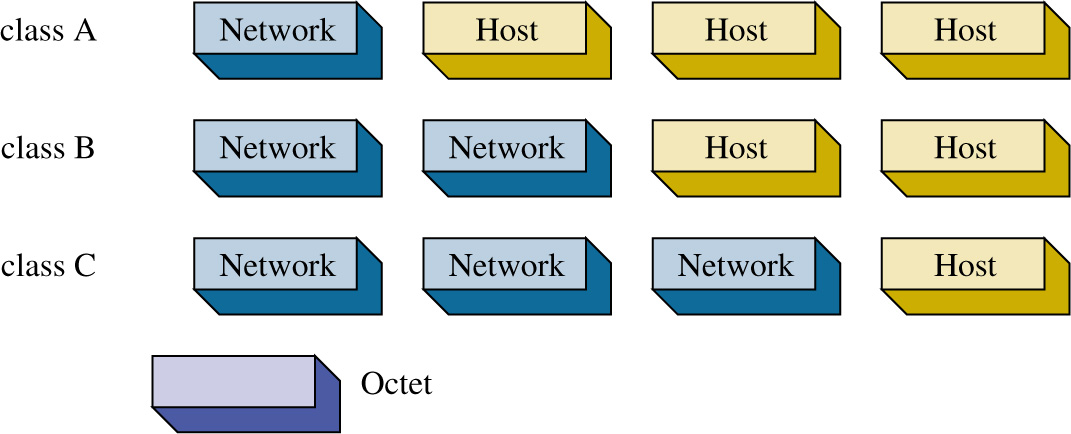 class A Network Host Host Host
class B Network Network Host Host
class C Network Network Network Host
Octet